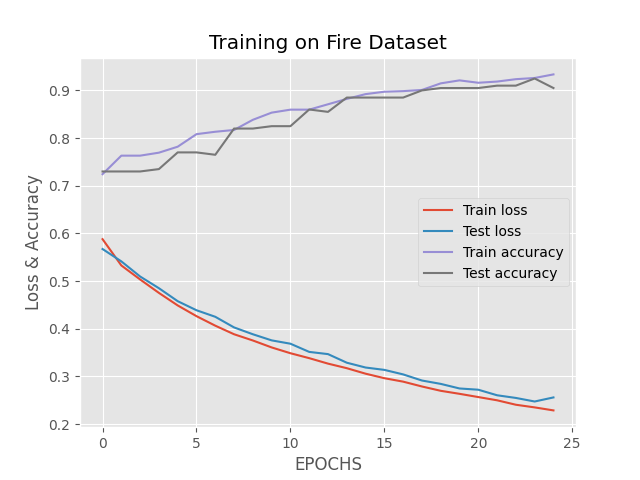 Training on Fire Dataset
Loss & Accuracy
0.9
0.8
0.7
0.6
0.5
0.4
0.3
0.2
Train loss
Test loss
Train accuracy
Test accuracy
0 5 10 15 20 25
EPOCHS